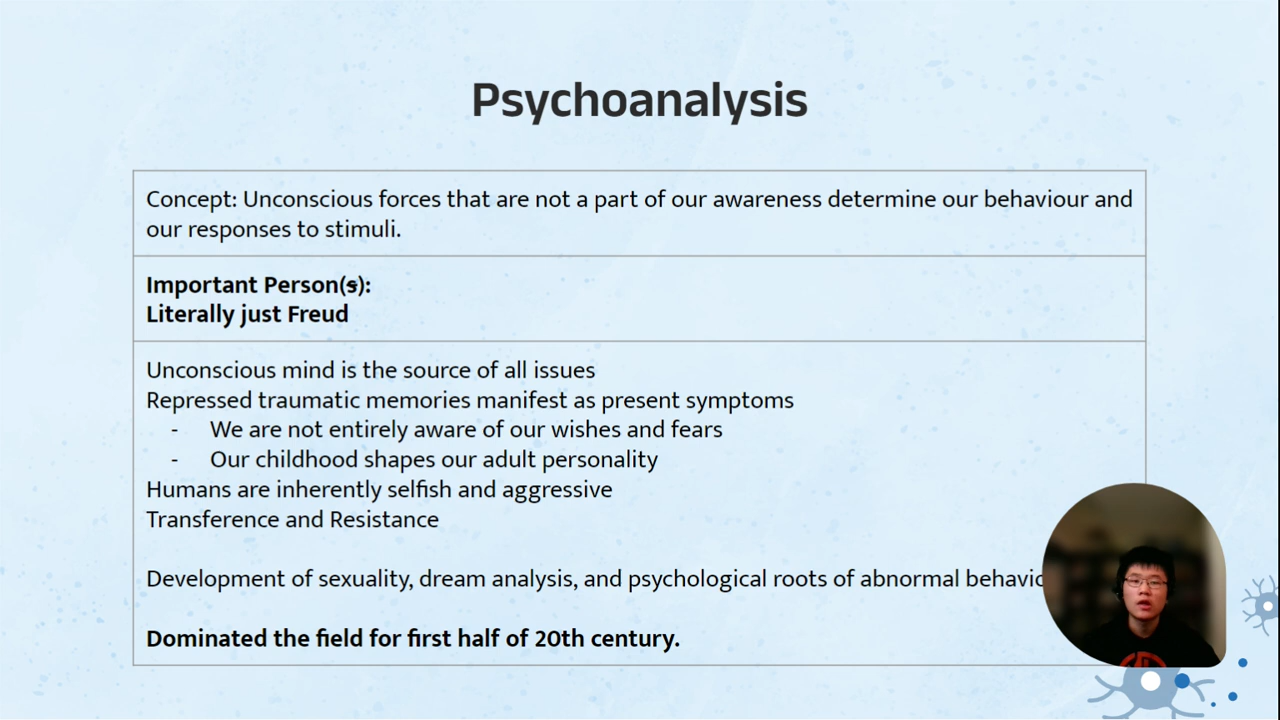 Psychoanalysis
Concept: Unconscious forces that are not a part of our awareness determine our behaviour and
our responses to stimuli.
Important Person(s):
Literally just Freud
Unconscious mind is the source of all issues
Repressed traumatic memories manifest as present symptoms
- We are not entirely aware of our wishes and fears
- Our childhood shapes our adult personality
Humans are inherently selfish and aggressive
Transference and Resistance
Development of sexuality, dream analysis, and psychological roots of abnormal
Dominated the field for first half of 20th century.